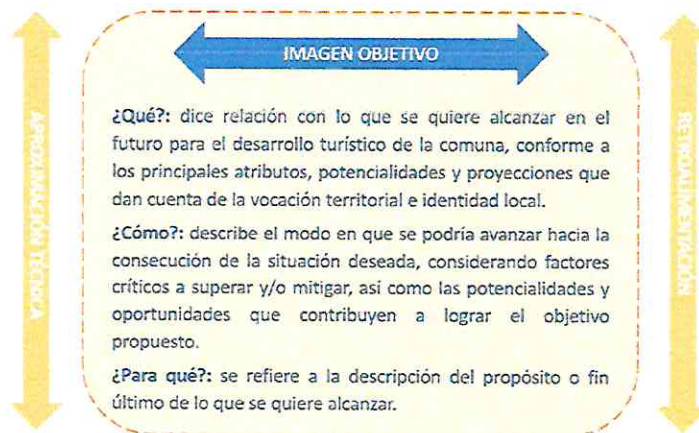 IMAGEN OBJETIVO
APROXIMACIÓN TÉCNICA
¿Qué?: dice relación con lo que se quiere alcanzar en el
futuro para el desarrollo turístico de la comuna, conforme a
los principales atributos, potencialidades y proyecciones que
dan cuenta de la vocación territorial e identidad local.
¿Cómo?: describe el modo en que se podría avanzar hacia la
consecución de la situación deseada, considerando factores
críticos a superar y/o mitigar, así como las potencialidades y
oportunidades que contribuyen a lograr el objetivo
propuesto.
¿Para qué?: se refiere a la descripción del propósito o fin
último de lo que se quiere alcanzar.
RETROALIMENTACIÓN